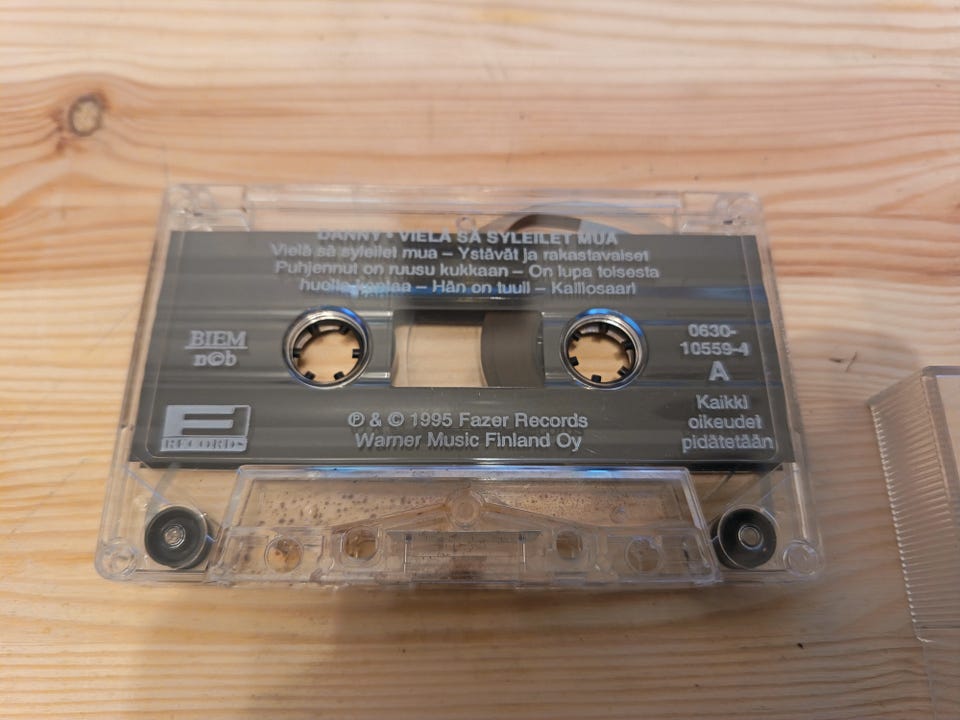 DANNY • VIELÄ SÄ SYLEILET MUA
Vielä sä syleilet mua – Ystävät ja rakastavaiset
Puhjennut on ruusu kukkaan – On lupa toisesta
huolta kantaa – Hän on tuuli – Kalliosaari
BIEM
n©b
0630-
10559-4
A
Kaikki
oikeudet
pidätetään
F
RECORDS
℗ & © 1995 Fazer Records
Warner Music Finland Oy